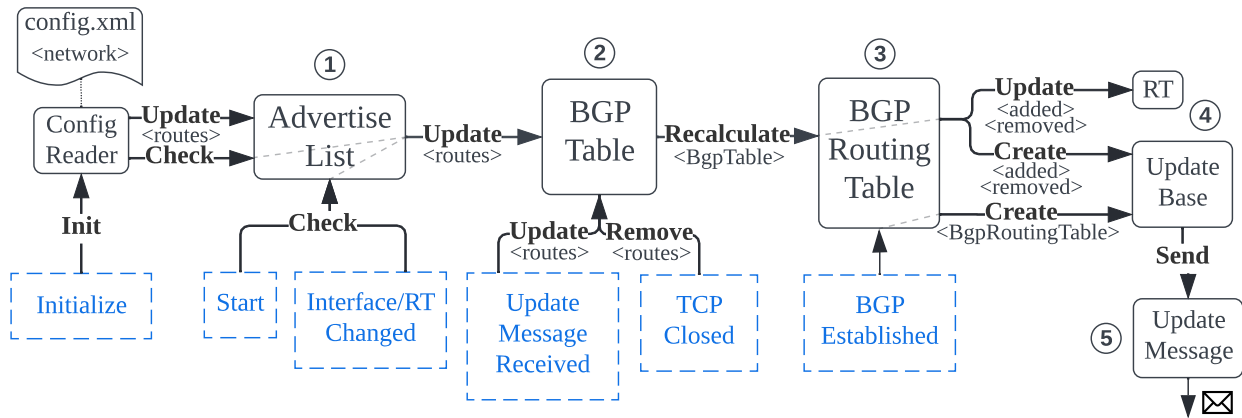 config.xml
<network>
Config
Reader
Update
<routes>
Check
Init
Initialize
①
Advertise
List
Check
Start
Interface/RT
Changed
Update
<routes>
②
BGP
Table
Update
<routes>
Remove
<routes>
Update
Message
Received
TCP
Closed
Recalculate
<BgpTable>
③
BGP
Routing
Table
BGP
Established
Update
<added>
<removed>
RT
④
Create
<added>
<removed>
Create
<BgpRoutingTable>
Update
Base
Send
⑤
Update
Message